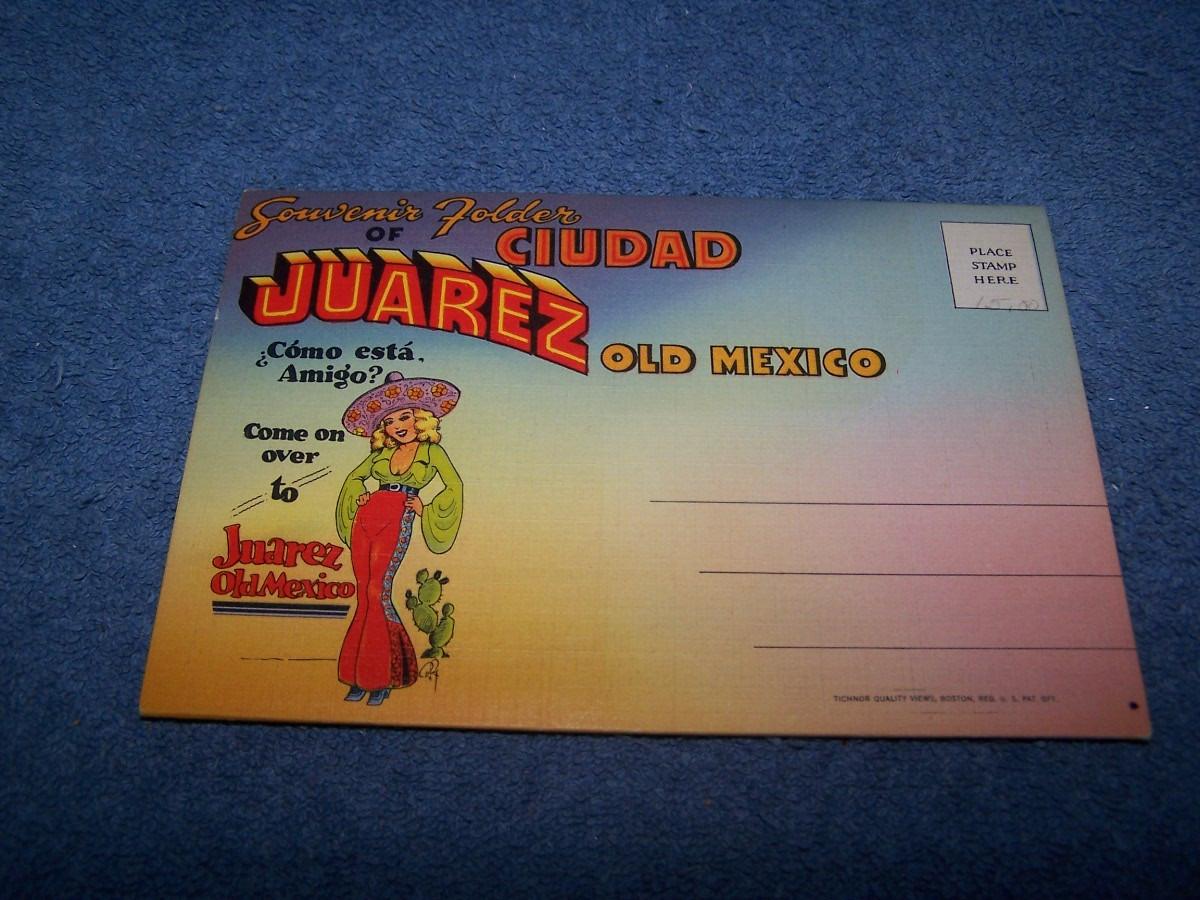 Souvenir Folder
OF CIUDAD
JUAREZ
OLD MEXICO
PLACE
STAMP
HERE
¿Cómo está,
Amigo?
Come on
over
to
Juarez
Old Mexico
TICHNOR QUALITY VIEWS, BOSTON, REG. U. S. PAT. OFF.